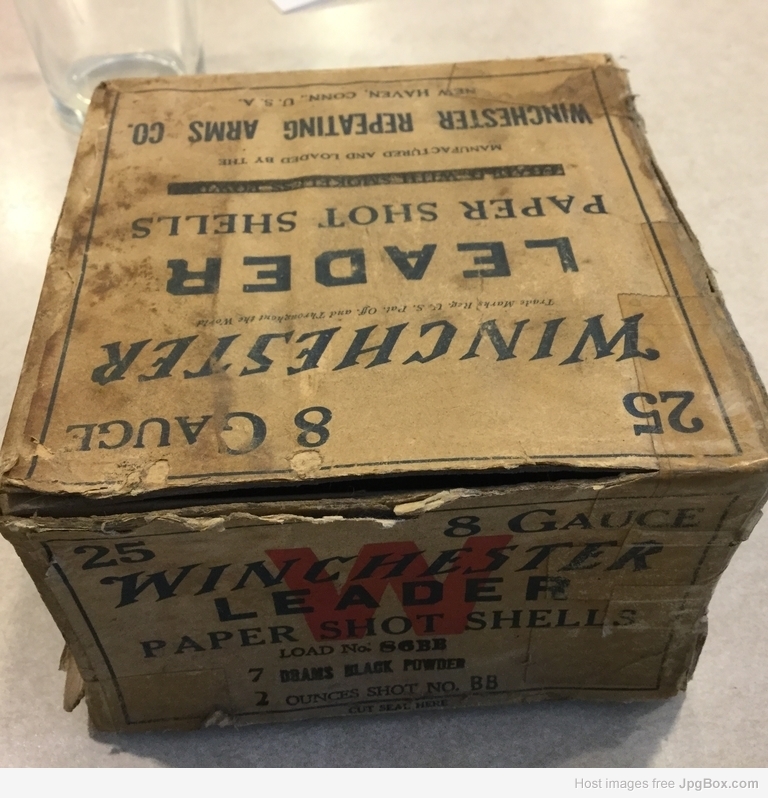 25
8 GAUGE
WINCHESTER
Trade Marks Reg. U. S. Pat. Off. and Throughout the World
LEADER
PAPER SHOT SHELLS
MANUFACTURED AND LOADED BY THE
WINCHESTER REPEATING ARMS CO.
NEW HAVEN, CONN., U. S. A.
25
8 GAUGE
W
WINCHESTER
LEADER
PAPER SHOT SHELLS
LOAD No:
7 DRAMS BLACK POWDER
2 OUNCES SHOT NO. BB
CUT SEAL HERE
Host images free JpgBox.com